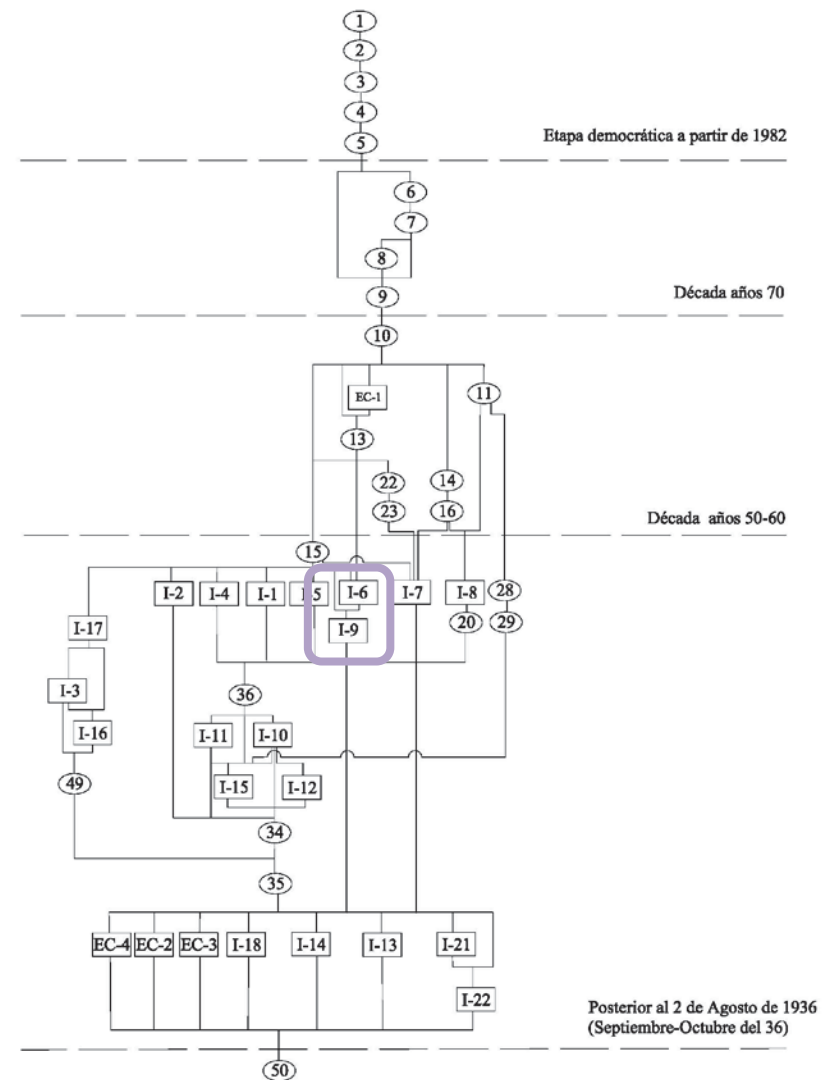 1
2
3
4
5
Etapa democrática a partir de 1982
6
7
8
9
Década años 70
10
EC-1
11
13
22
14
23
16
Década años 50-60
15
I-2
I-4
I-1
I-5
I-6
I-7
I-8
28
I-17
I-9
20
29
I-3
36
I-16
I-11
I-10
49
I-15
I-12
34
35
EC-4
EC-2
EC-3
I-18
I-14
I-13
I-21
I-22
Posterior al 2 de Agosto de 1936
(Septiembre-Octubre del 36)
50